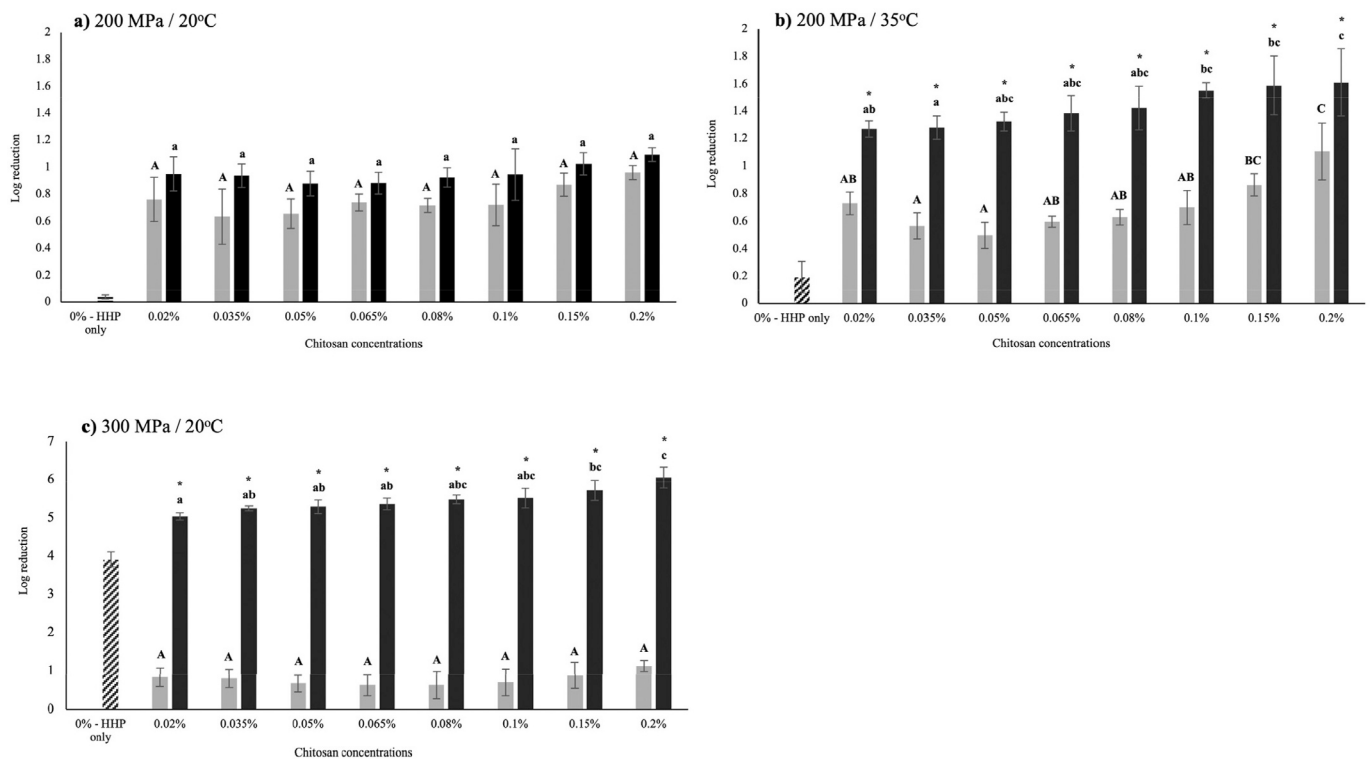 a) 200 MPa / 20°C
2
1.8
1.6
1.4
1.2
1
0.8
0.6
0.4
0.2
0
Log reduction
A a A a A a A a A a A a A a A a
0% - HHP only 0.02% 0.035% 0.05% 0.065% 0.08% 0.1% 0.15% 0.2%
Chitosan concentrations
b) 200 MPa / 35°C
2
1.8
1.6
1.4
1.2
1
0.8
0.6
0.4
0.2
0
Log reduction
* * * * * * * *
ab a abc abc abc bc bc c
AB A A AB AB AB BC C
0% - HHP only 0.02% 0.035% 0.05% 0.065% 0.08% 0.1% 0.15% 0.2%
Chitosan concentrations
c) 300 MPa / 20°C
7
6
5
4
3
2
1
0
Log reduction
* * * * * * * *
a ab ab ab abc abc bc c
A A A A A A A A
0% - HHP only 0.02% 0.035% 0.05% 0.065% 0.08% 0.1% 0.15% 0.2%
Chitosan concentrations